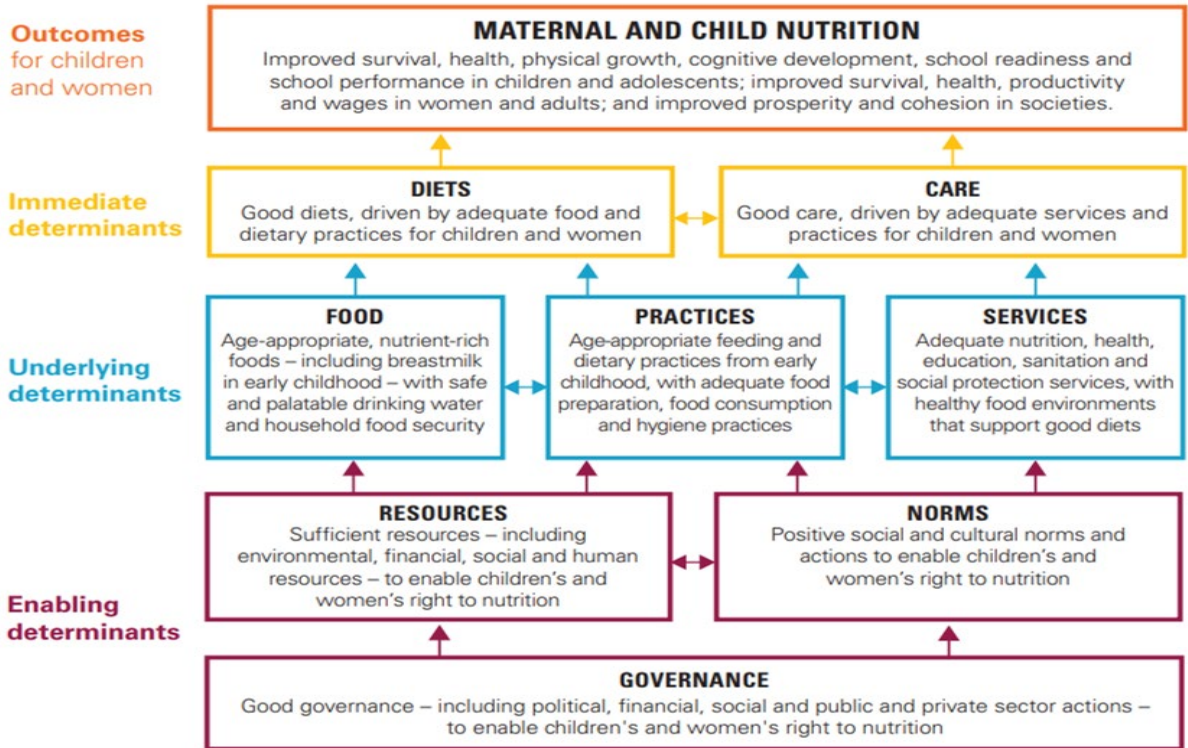 Outcomes
for children
and women
MATERNAL AND CHILD NUTRITION
Improved survival, health, physical growth, cognitive development, school readiness and
school performance in children and adolescents; improved survival, health, productivity
and wages in women and adults; and improved prosperity and cohesion in societies.
Immediate
determinants
DIETS
Good diets, driven by adequate food and
dietary practices for children and women
CARE
Good care, driven by adequate services and
practices for children and women
Underlying
determinants
FOOD
Age-appropriate, nutrient-rich
foods – including breastmilk
in early childhood – with safe
and palatable drinking water
and household food security
PRACTICES
Age-appropriate feeding and
dietary practices from early
childhood, with adequate food
preparation, food consumption
and hygiene practices
SERVICES
Adequate nutrition, health,
education, sanitation and
social protection services, with
healthy food environments
that support good diets
Enabling
determinants
RESOURCES
Sufficient resources – including
environmental, financial, social and human
resources – to enable children’s and
women’s right to nutrition
NORMS
Positive social and cultural norms and
actions to enable children’s and
women’s right to nutrition
GOVERNANCE
Good governance – including political, financial, social and public and private sector actions –
to enable children's and women's right to nutrition